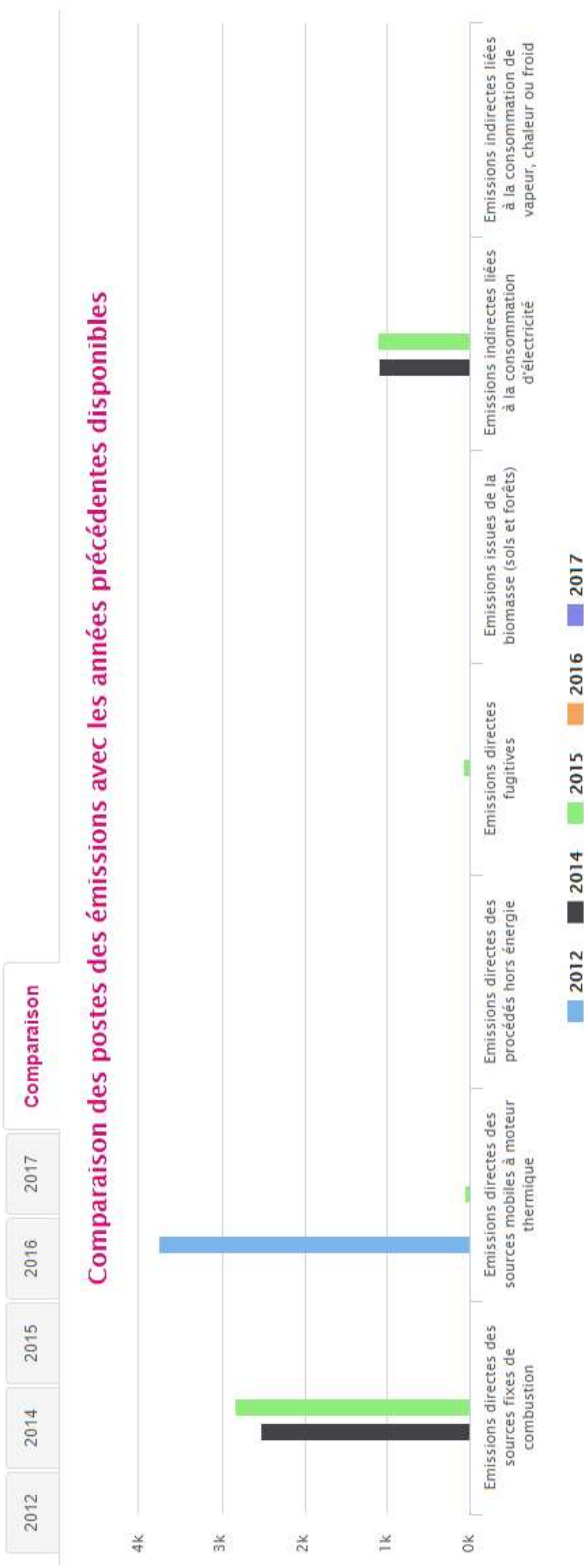 2012
2014
2015
2016
2017
Comparaison
Comparaison des postes des émissions avec les années précédentes disponibles
4k
3k
2k
1k
0k
Emissions directes des
sources fixes de
combustion
Emissions directes des
sources mobiles à moteur
thermique
Emissions directes des
procédés hors énergie
Emissions directes
fugitives
Emissions issues de la
biomasse (sols et forêts)
Emissions indirectes liées
à la consommation
d'électricité
Emissions indirectes liées
à la consommation de
vapeur, chaleur ou froid
2012
2014
2015
2016
2017